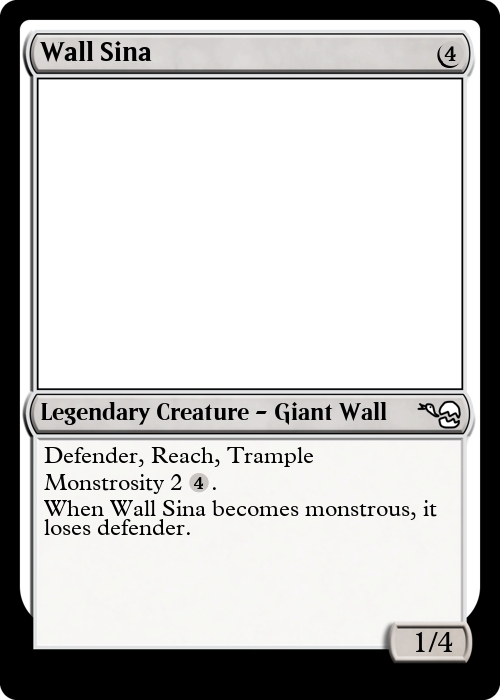 Wall Sina 4
Legendary Creature – Giant Wall
Defender, Reach, Trample
Monstrosity 2 4.
When Wall Sina becomes monstrous, it
loses defender.
1/4